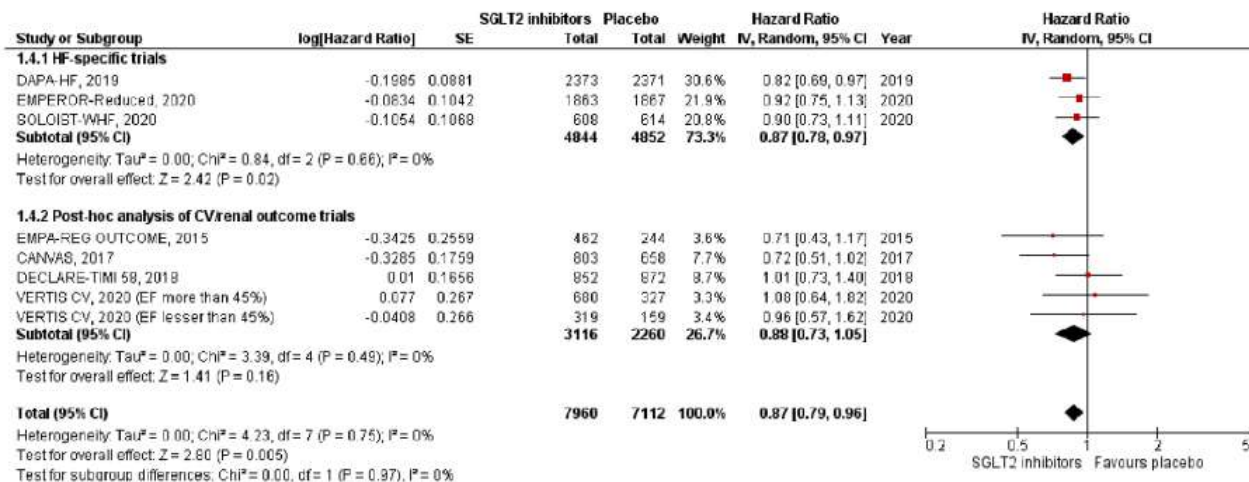 SGLT2 inhibitors Placebo Hazard Ratio Hazard Ratio
Study or Subgroup log[Hazard Ratio] SE Total Total Weight IV, Random, 95% CI Year IV, Random, 95% CI
1.4.1 HF-specific trials
DAPA-HF, 2019 -0.1985 0.0881 2373 2371 30.6% 0.82 [0.69, 0.97] 2019
EMPEROR-Reduced, 2020 -0.0834 0.1042 1863 1867 21.9% 0.92 [0.75, 1.13] 2020
SOLOIST-WHF, 2020 -0.1054 0.1068 608 614 20.8% 0.90 [0.73, 1.11] 2020
Subtotal (95% CI) 4844 4852 73.3% 0.87 [0.78, 0.97]
Heterogeneity: Tau² = 0.00; Chi² = 0.84, df = 2 (P = 0.66); I² = 0%
Test for overall effect: Z = 2.42 (P = 0.02)
1.4.2 Post-hoc analysis of CV/renal outcome trials
EMPA-REG OUTCOME, 2015 -0.3425 0.2559 462 244 3.6% 0.71 [0.43, 1.17] 2015
CANVAS, 2017 -0.3285 0.1759 803 658 7.7% 0.72 [0.51, 1.02] 2017
DECLARE-TIMI 58, 2018 0.01 0.1656 852 872 8.7% 1.01 [0.73, 1.40] 2018
VERTIS CV, 2020 (EF more than 45%) 0.077 0.267 680 327 3.3% 1.08 [0.64, 1.82] 2020
VERTIS CV, 2020 (EF lesser than 45%) -0.0408 0.266 319 159 3.4% 0.96 [0.57, 1.62] 2020
Subtotal (95% CI) 3116 2260 26.7% 0.88 [0.73, 1.05]
Heterogeneity: Tau² = 0.00; Chi² = 3.39, df = 4 (P = 0.49); I² = 0%
Test for overall effect: Z = 1.41 (P = 0.16)
Total (95% CI) 7960 7112 100.0% 0.87 [0.79, 0.96]
Heterogeneity: Tau² = 0.00; Chi² = 4.23, df = 7 (P = 0.75); I² = 0%
Test for overall effect: Z = 2.80 (P = 0.005)
Test for subgroup differences: Chi² = 0.00, df = 1 (P = 0.97), I² = 0%
0.2 0.5 1 2 5
SGLT2 inhibitors Favours placebo